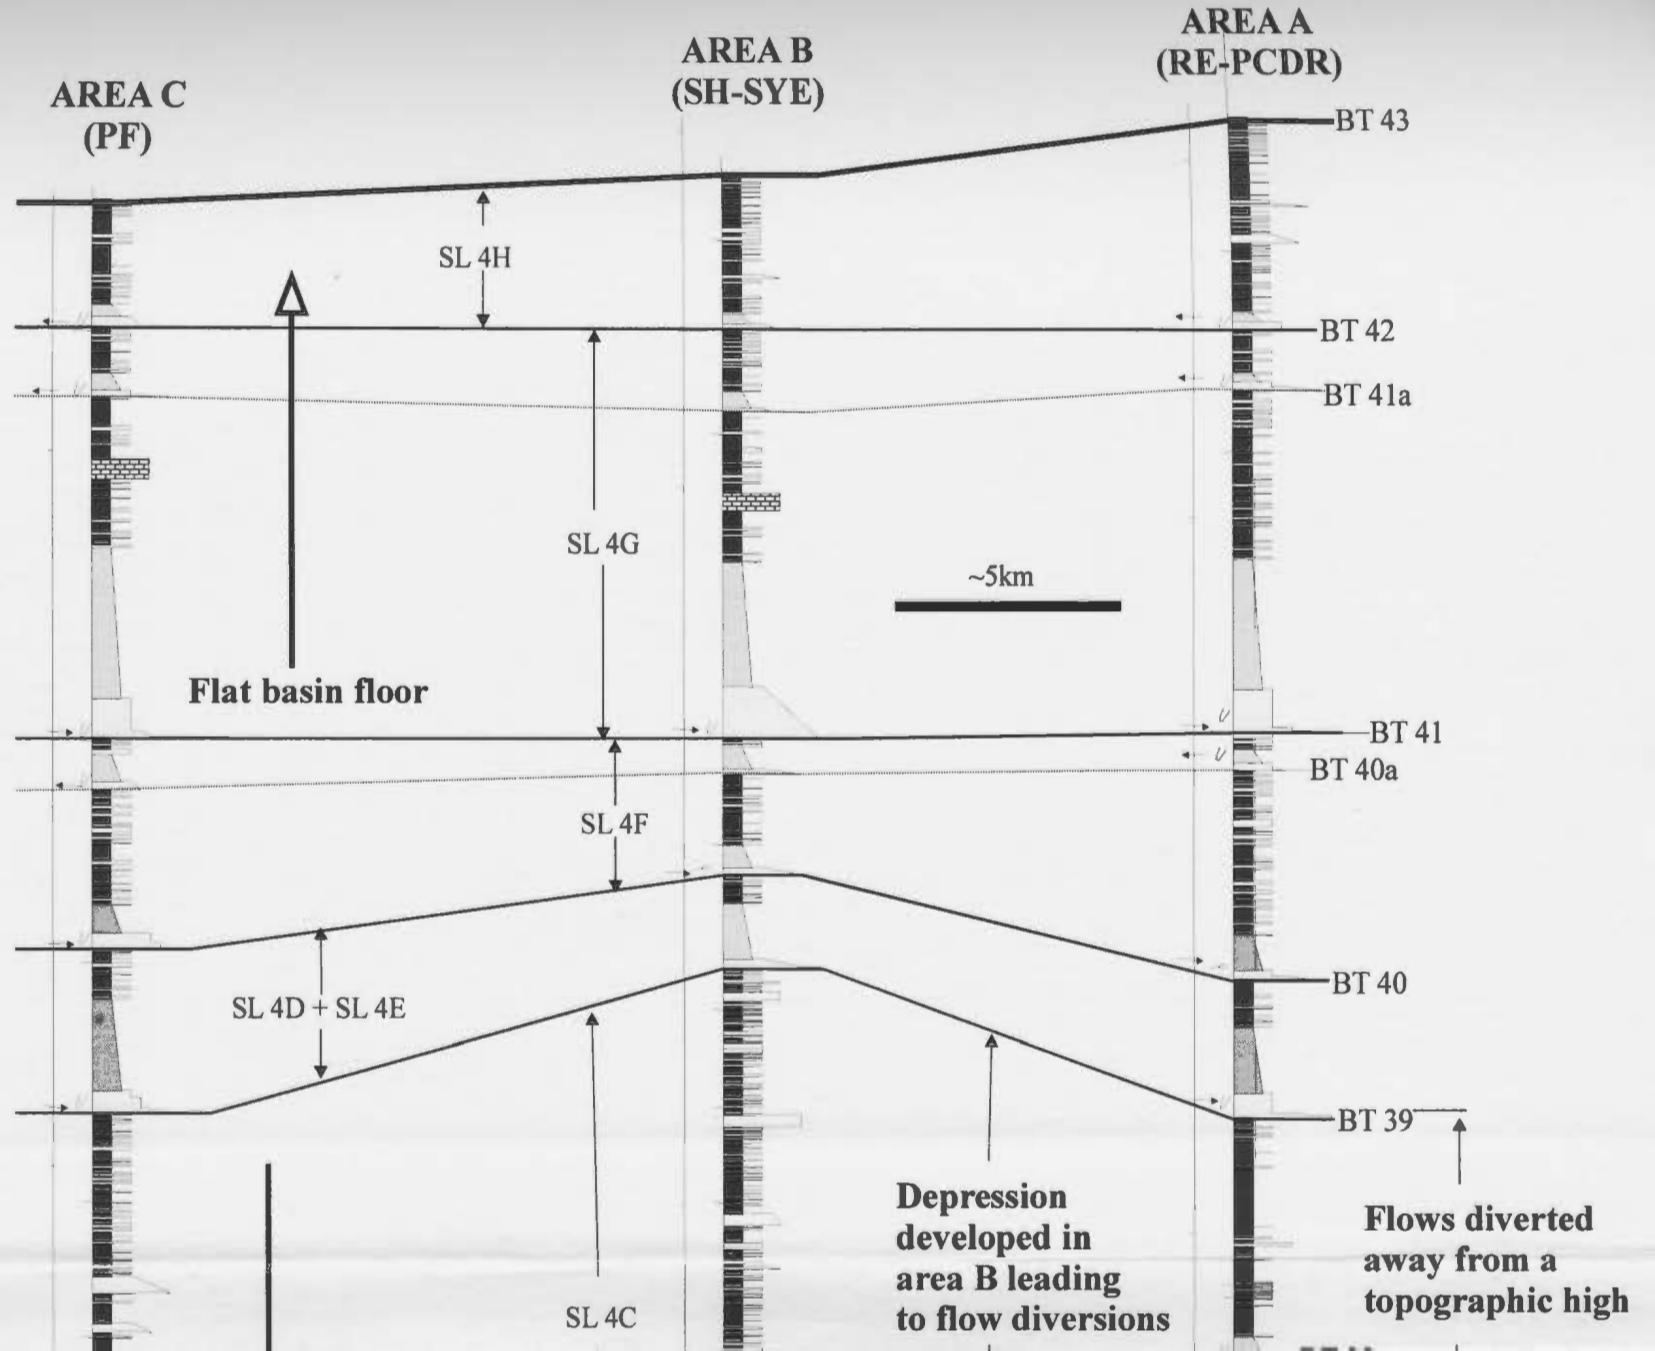 AREA C
(PF)
AREA B
(SH-SYE)
AREA A
(RE-PCDR)
BT 43
SL 4H
BT 42
BT 41a
SL 4G
~5km
Flat basin floor
BT 41
BT 40a
SL 4F
BT 40
SL 4D + SL 4E
BT 39
Depression
developed in
area B leading
to flow diversions
Flows diverted
away from a
topographic high
SL 4C